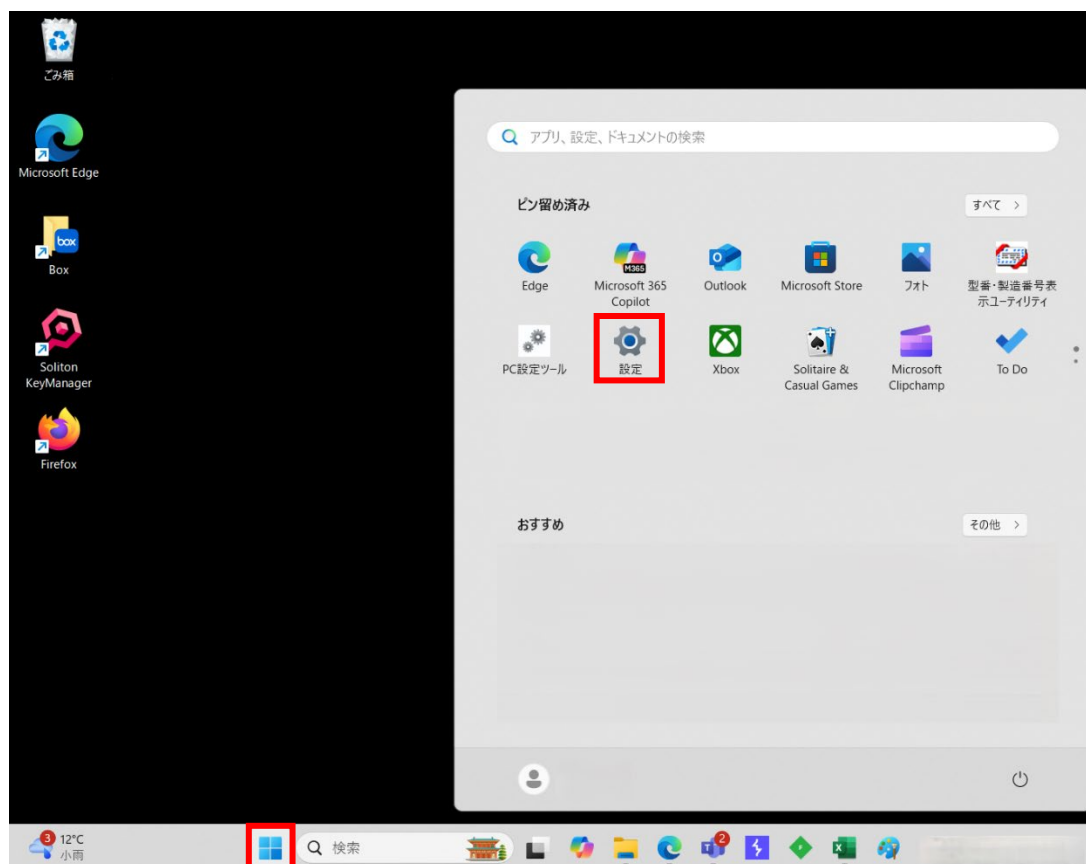 ごみ箱
Microsoft Edge
box
Box
Soliton
KeyManager
Firefox
アプリ、設定、ドキュメントの検索
ピン留め済み
すべて
Edge
M365
Microsoft 365
Copilot
Outlook
Microsoft Store
フォト
型番・製造番号表
示ユーティリティ
PC設定ツール
設定
Xbox
Solitaire &
Casual Games
Microsoft
Clipchamp
To Do
おすすめ
その他
3
12°C
小雨
検索
2